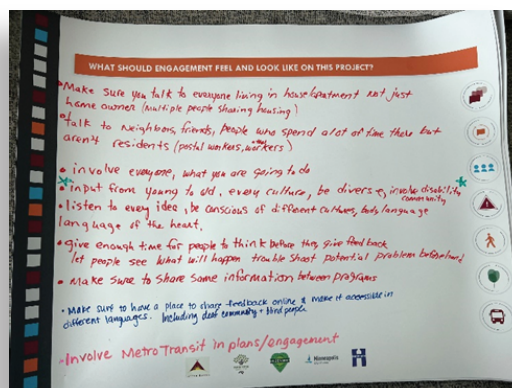 WHAT SHOULD ENGAGEMENT FEEL AND LOOK LIKE ON THIS PROJECT?
• Make sure you talk to everyone living in house/apartment not just
home owner (multiple people sharing housing)
• talk to Neighbors, friends, People who spend a lot of time there but
aren't residents (postal workers, workers)
• involve everyone, what you are going to do
• input from young to old, every culture, be diverse, involve disability
community
• listen to every idea, be conscious of different cultures, body language
language of the heart.
• give enough time for people to think before they give feed back
let people see what will happen trouble shoot potential problem beforehand
• Make sure to share same information between programs
• Make sure to have a place to share feedback online & make it accessible in
different languages. Including deaf community + blind people
• Involve Metro Transit in plans/engagement
Minneapolis